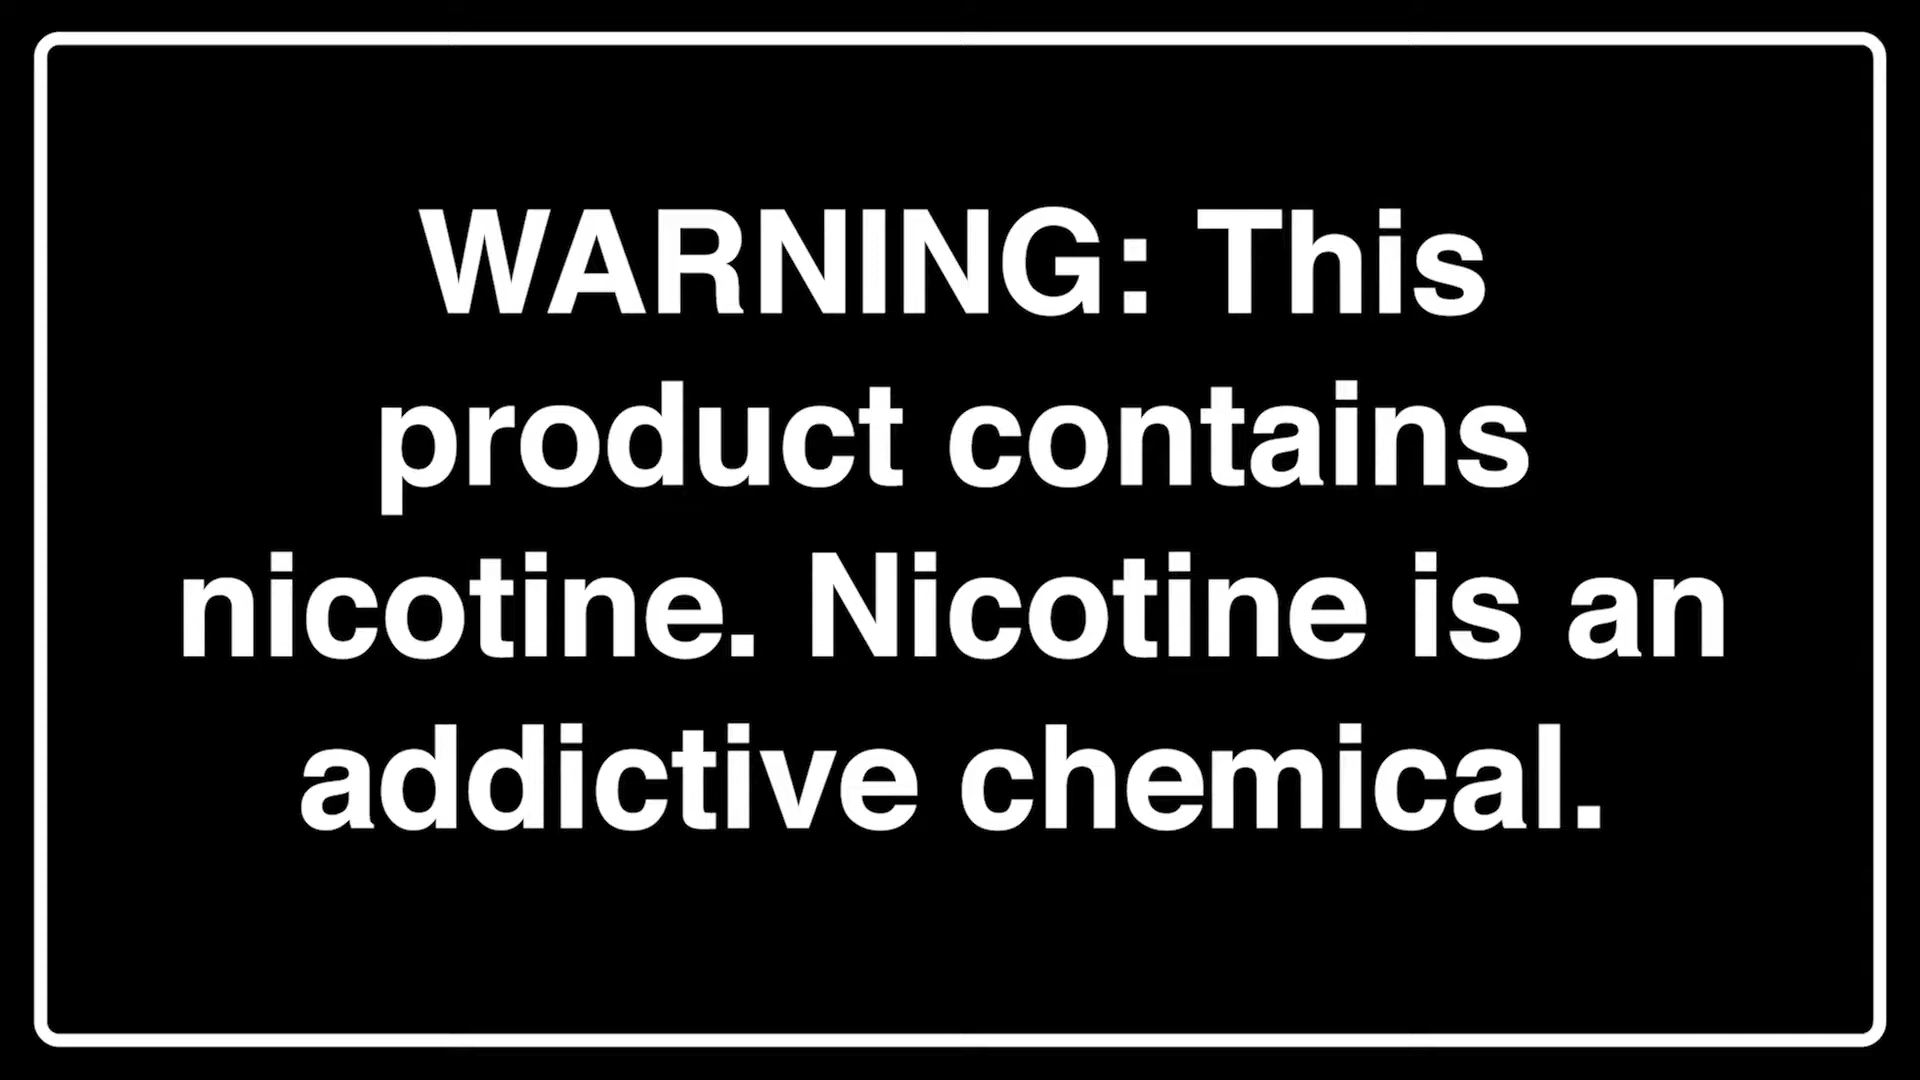 WARNING: This
product contains
nicotine. Nicotine is an
addictive chemical.